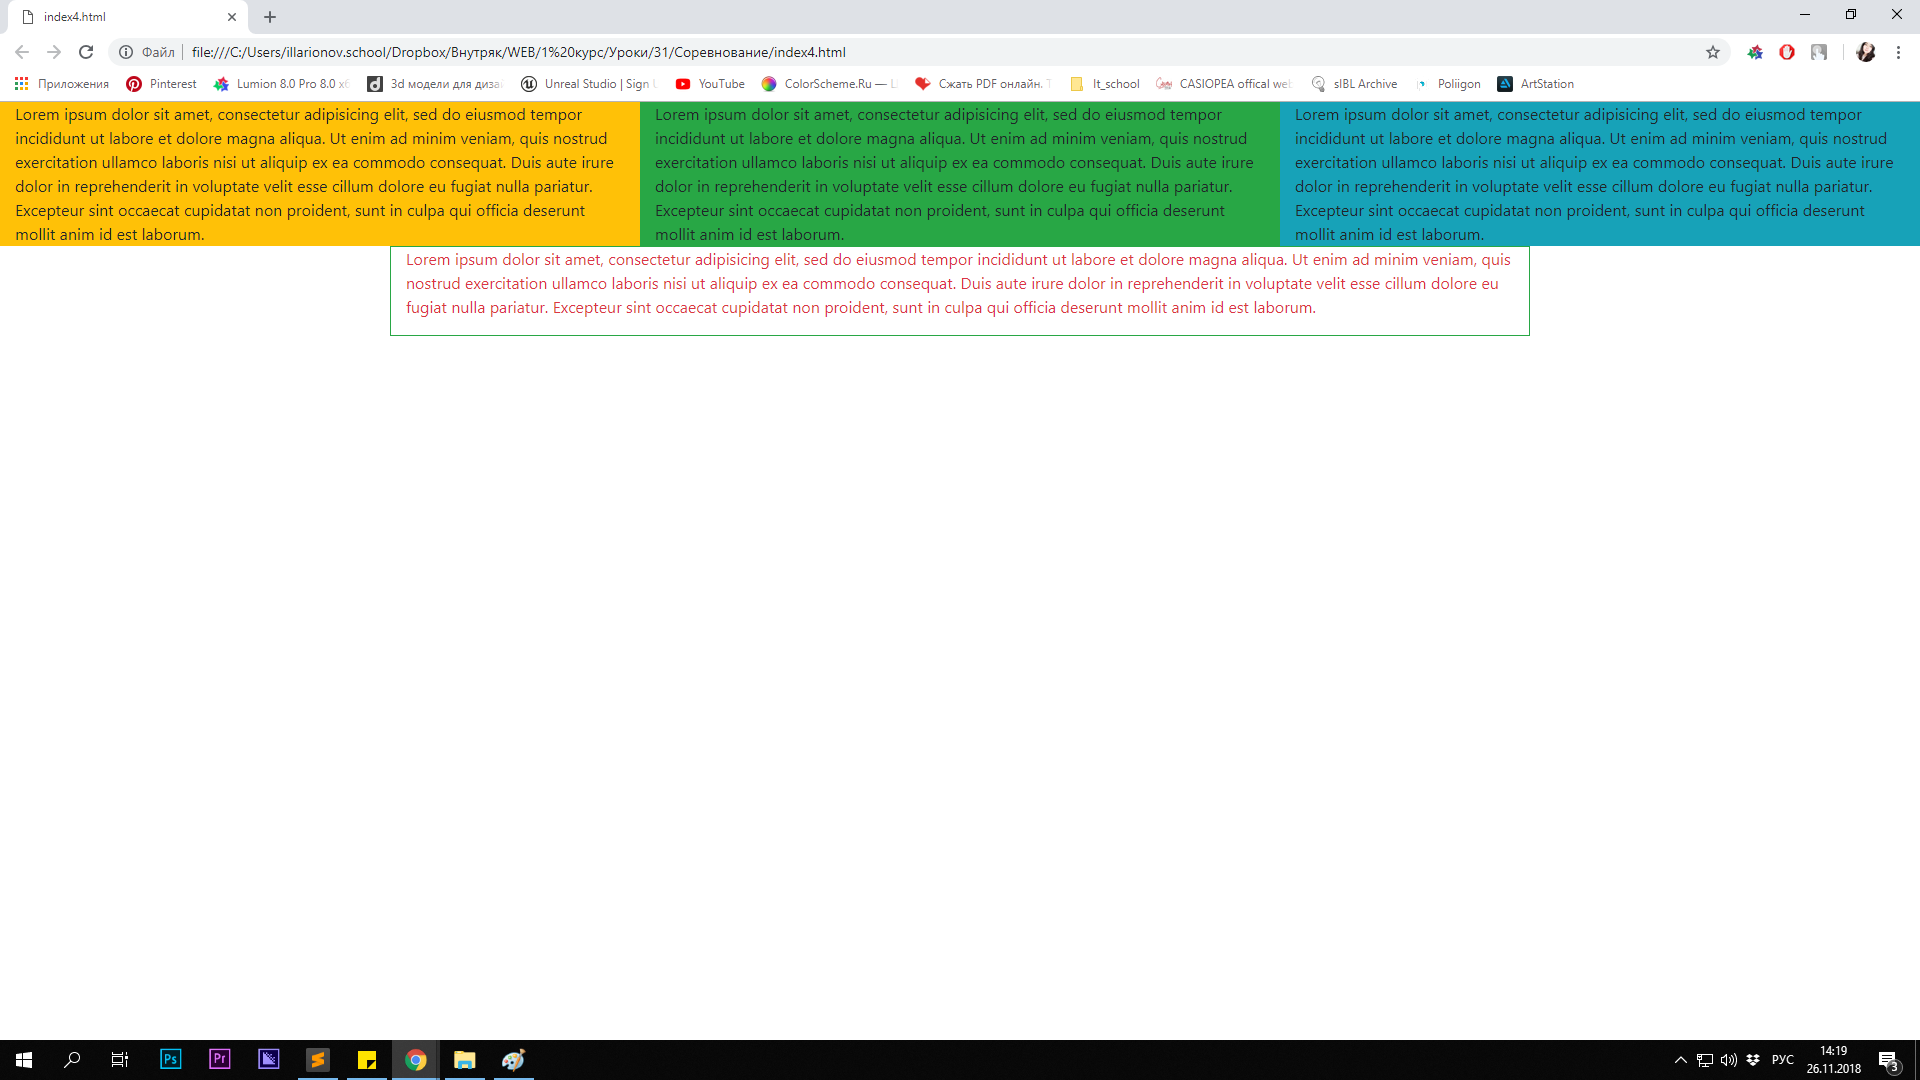 index4.html
Файл file:///C:/Users/illarionov.school/Dropbox/Внутряк/WEB/1%20курс/Уроки/31/Соревнование/index4.html
Приложения Pinterest Lumion 8.0 Pro 8.0 x6 3d модели для диза Unreal Studio | Sign YouTube ColorScheme.Ru — Сжать PDF онлайн. It_school CASIOPEA offical web sIBL Archive Poliigon ArtStation
Lorem ipsum dolor sit amet, consectetur adipisicing elit, sed do eiusmod tempor
incididunt ut labore et dolore magna aliqua. Ut enim ad minim veniam, quis nostrud
exercitation ullamco laboris nisi ut aliquip ex ea commodo consequat. Duis aute irure
dolor in reprehenderit in voluptate velit esse cillum dolore eu fugiat nulla pariatur.
Excepteur sint occaecat cupidatat non proident, sunt in culpa qui officia deserunt
mollit anim id est laborum.
Lorem ipsum dolor sit amet, consectetur adipisicing elit, sed do eiusmod tempor
incididunt ut labore et dolore magna aliqua. Ut enim ad minim veniam, quis nostrud
exercitation ullamco laboris nisi ut aliquip ex ea commodo consequat. Duis aute irure
dolor in reprehenderit in voluptate velit esse cillum dolore eu fugiat nulla pariatur.
Excepteur sint occaecat cupidatat non proident, sunt in culpa qui officia deserunt
mollit anim id est laborum.
Lorem ipsum dolor sit amet, consectetur adipisicing elit, sed do eiusmod tempor
incididunt ut labore et dolore magna aliqua. Ut enim ad minim veniam, quis nostrud
exercitation ullamco laboris nisi ut aliquip ex ea commodo consequat. Duis aute irure
dolor in reprehenderit in voluptate velit esse cillum dolore eu fugiat nulla pariatur.
Excepteur sint occaecat cupidatat non proident, sunt in culpa qui officia deserunt
mollit anim id est laborum.
Lorem ipsum dolor sit amet, consectetur adipisicing elit, sed do eiusmod tempor incididunt ut labore et dolore magna aliqua. Ut enim ad minim veniam, quis
nostrud exercitation ullamco laboris nisi ut aliquip ex ea commodo consequat. Duis aute irure dolor in reprehenderit in voluptate velit esse cillum dolore eu
fugiat nulla pariatur. Excepteur sint occaecat cupidatat non proident, sunt in culpa qui officia deserunt mollit anim id est laborum.
Ps Pr РУС 14:19
26.11.2018 3